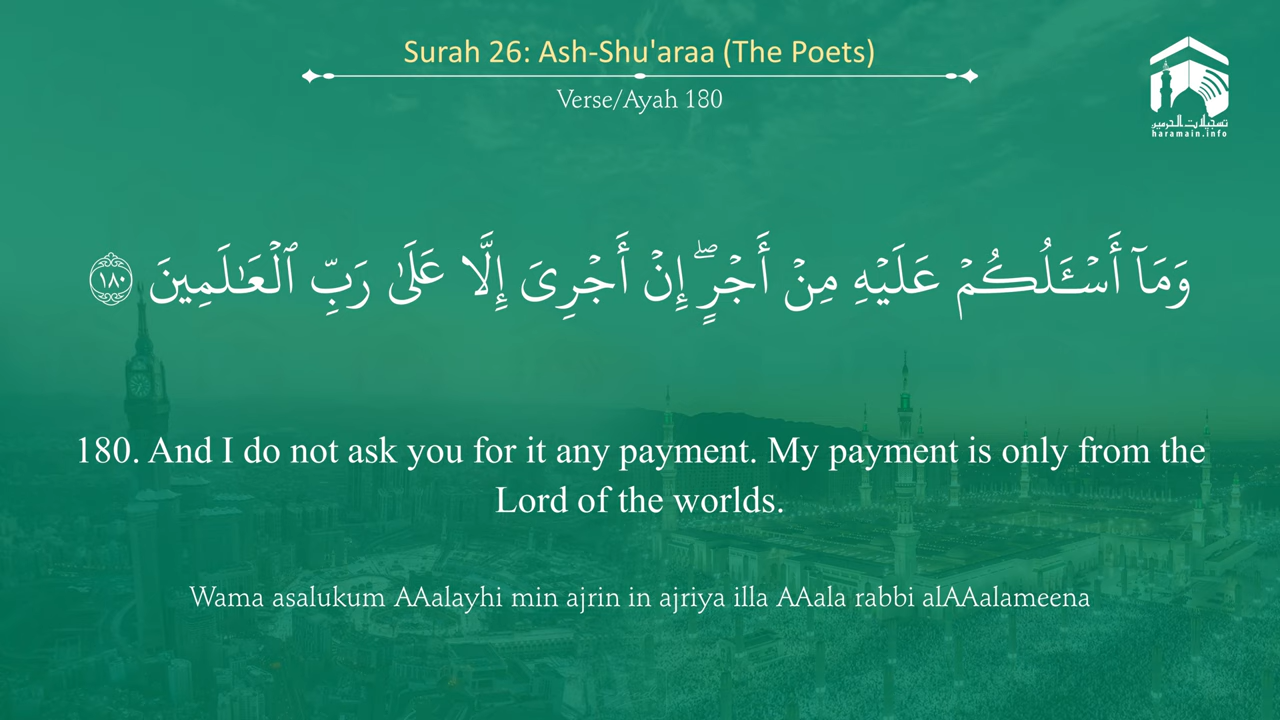 Surah 26: Ash-Shu'araa (The Poets)
Verse/Ayah 180
تسجيلات الحرمين
haramain.info
وَمَآ أَسْـَٔلُكُمْ عَلَيْهِ مِنْ أَجْرٍ ۖ إِنْ أَجْرِىَ إِلَّا عَلَىٰ رَبِّ ٱلْعَـٰلَمِينَ ١٨٠
180. And I do not ask you for it any payment. My payment is only from the
Lord of the worlds.
Wama asalukum AAalayhi min ajrin in ajriya illa AAala rabbi alAAalameena